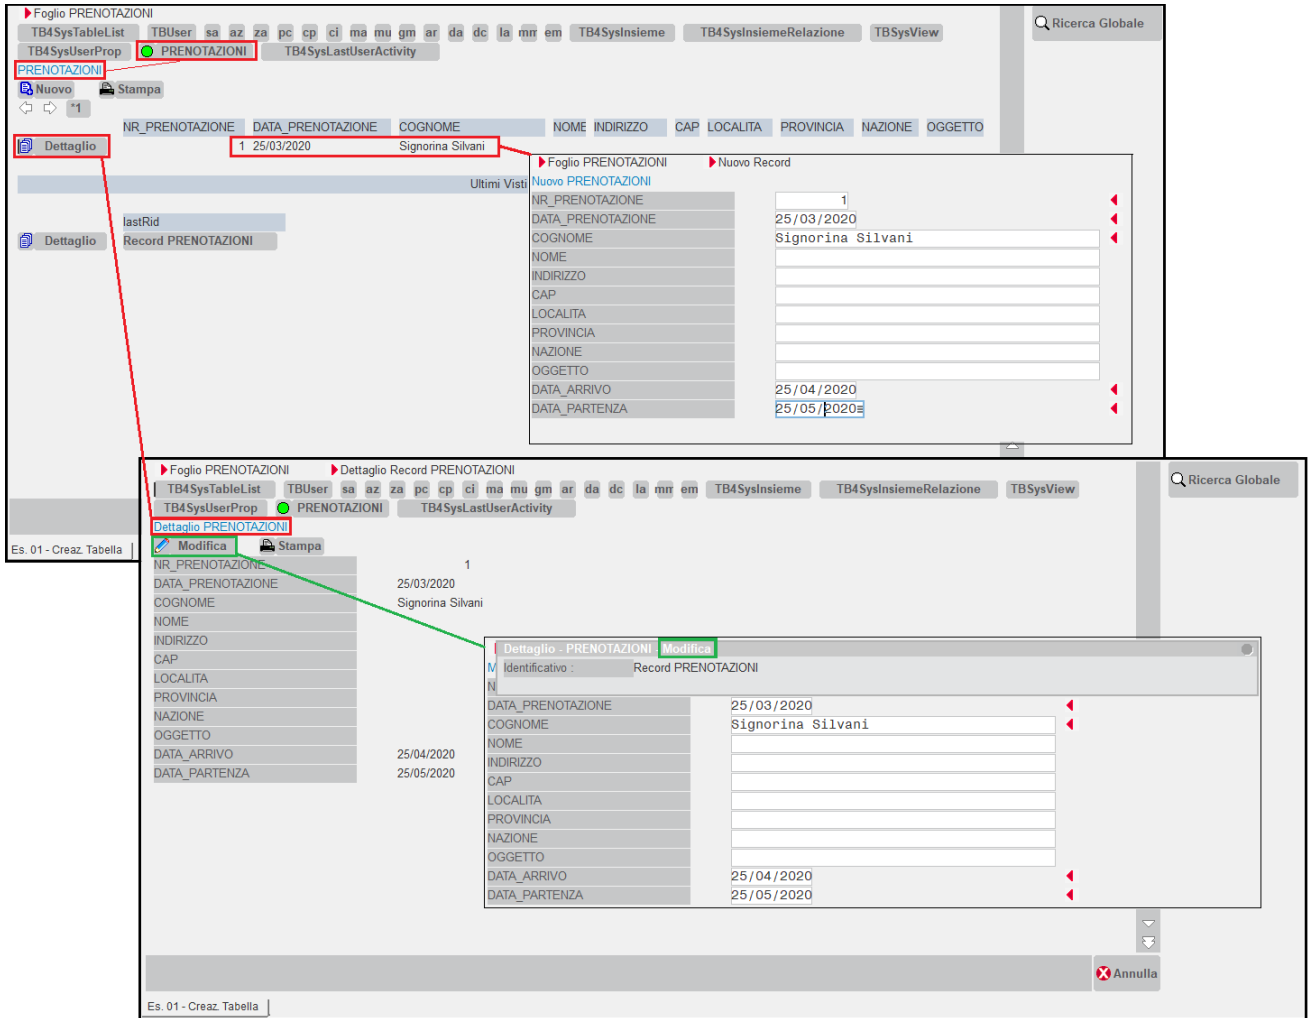 Foglio PRENOTAZIONI
TB4SysTableList TBUser sa az za pc cp ci ma mu gm ar da dc la mm em TB4SysInsieme TB4SysInsiemeRelazione TBSysView
Ricerca Globale
TB4SysUserProp PRENOTAZIONI TB4SysLastUserActivity
PRENOTAZIONI
Nuovo Stampa
*1
NR_PRENOTAZIONE DATA_PRENOTAZIONE COGNOME NOME INDIRIZZO CAP LOCALITA PROVINCIA NAZIONE OGGETTO
Dettaglio 1 25/03/2020 Signorina Silvani
Ultimi Visti
lastRid
Dettaglio Record PRENOTAZIONI
Foglio PRENOTAZIONI Nuovo Record
Nuovo PRENOTAZIONI
NR_PRENOTAZIONE 1
DATA_PRENOTAZIONE 25/03/2020
COGNOME Signorina Silvani
NOME
INDIRIZZO
CAP
LOCALITA
PROVINCIA
NAZIONE
OGGETTO
DATA_ARRIVO 25/04/2020
DATA_PARTENZA 25/05/2020
Es. 01 - Creaz. Tabella
Foglio PRENOTAZIONI Dettaglio Record PRENOTAZIONI
TB4SysTableList TBUser sa az za pc cp ci ma mu gm ar da dc la mm em TB4SysInsieme TB4SysInsiemeRelazione TBSysView
Ricerca Globale
TB4SysUserProp PRENOTAZIONI TB4SysLastUserActivity
Dettaglio PRENOTAZIONI
Modifica Stampa
NR_PRENOTAZIONE 1
DATA_PRENOTAZIONE 25/03/2020
COGNOME Signorina Silvani
NOME
INDIRIZZO
CAP
LOCALITA
PROVINCIA
NAZIONE
OGGETTO
DATA_ARRIVO 25/04/2020
DATA_PARTENZA 25/05/2020
Dettaglio - PRENOTAZIONI - Modifica
M Identificativo : Record PRENOTAZIONI
N
DATA_PRENOTAZIONE 25/03/2020
COGNOME Signorina Silvani
NOME
INDIRIZZO
CAP
LOCALITA
PROVINCIA
NAZIONE
OGGETTO
DATA_ARRIVO 25/04/2020
DATA_PARTENZA 25/05/2020
Annulla
Es. 01 - Creaz. Tabella